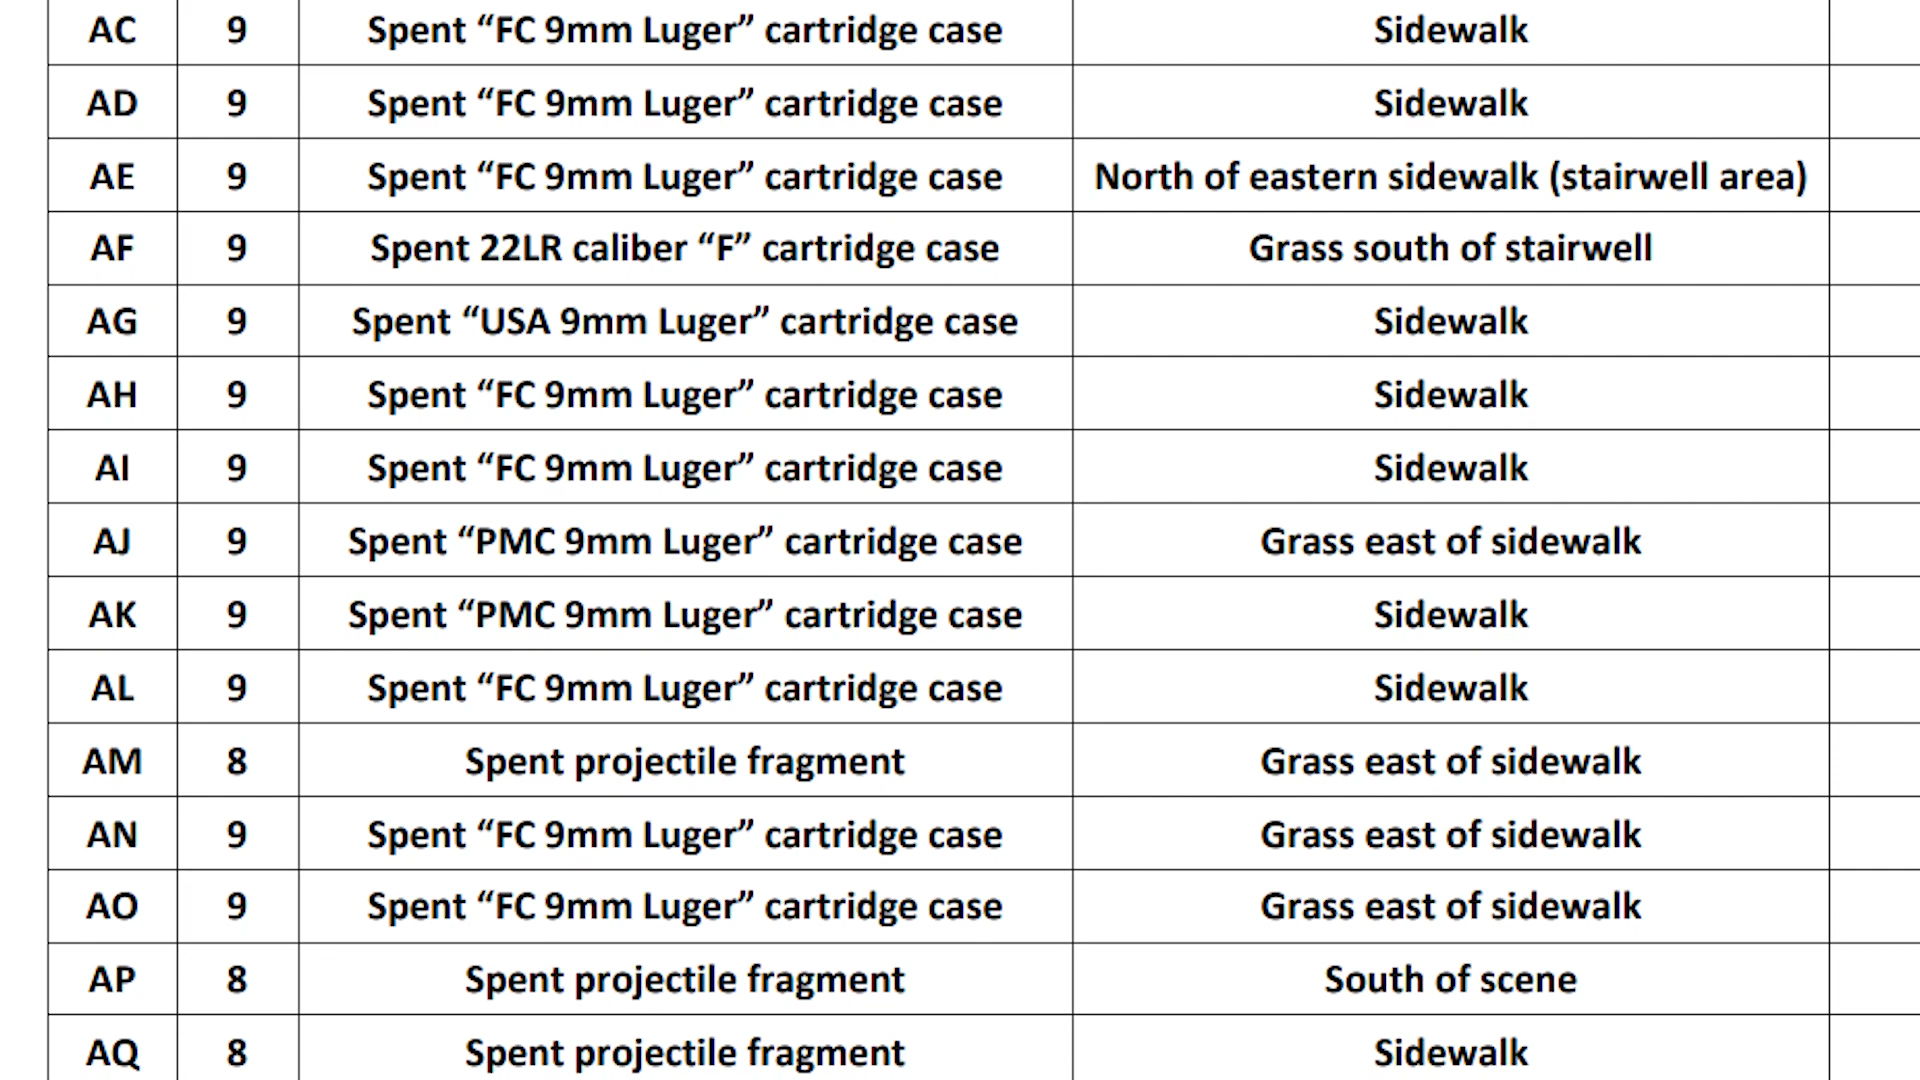 AC 9 Spent “FC 9mm Luger” cartridge case Sidewalk
AD 9 Spent “FC 9mm Luger” cartridge case Sidewalk
AE 9 Spent “FC 9mm Luger” cartridge case North of eastern sidewalk (stairwell area)
AF 9 Spent 22LR caliber “F” cartridge case Grass south of stairwell
AG 9 Spent “USA 9mm Luger” cartridge case Sidewalk
AH 9 Spent “FC 9mm Luger” cartridge case Sidewalk
AI 9 Spent “FC 9mm Luger” cartridge case Sidewalk
AJ 9 Spent “PMC 9mm Luger” cartridge case Grass east of sidewalk
AK 9 Spent “PMC 9mm Luger” cartridge case Sidewalk
AL 9 Spent “FC 9mm Luger” cartridge case Sidewalk
AM 8 Spent projectile fragment Grass east of sidewalk
AN 9 Spent “FC 9mm Luger” cartridge case Grass east of sidewalk
AO 9 Spent “FC 9mm Luger” cartridge case Grass east of sidewalk
AP 8 Spent projectile fragment South of scene
AQ 8 Spent projectile fragment Sidewalk